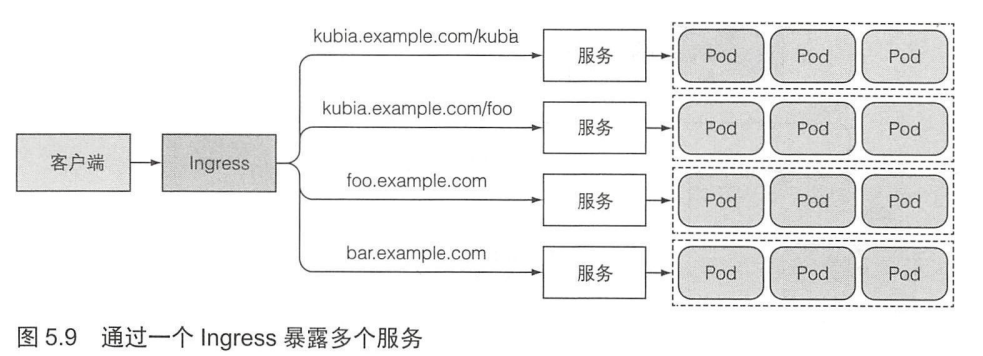 kubia.example.com/kubia
服务
Pod Pod Pod
kubia.example.com/foo
服务
Pod Pod Pod
客户端
Ingress
foo.example.com
服务
Pod Pod Pod
bar.example.com
服务
Pod Pod Pod
图 5.9 通过一个 Ingress 暴露多个服务